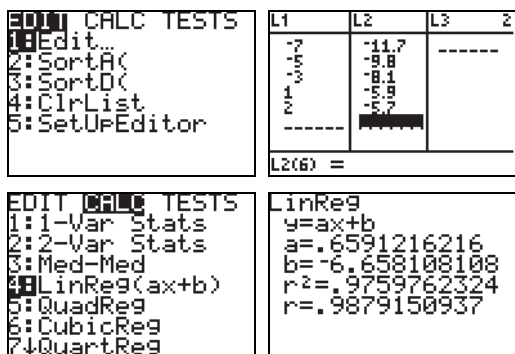 EDIT CALC TESTS
1:Edit…
2:SortA(
3:SortD(
4:ClrList
5:SetUpEditor
L1 L2 L3 2
-7 -11.7 ------
-5 -9.8
-3 -8.1
1 -5.9
2 -5.7
------
L2(6) =
EDIT CALC TESTS
1:1-Var Stats
2:2-Var Stats
3:Med-Med
4:LinReg(ax+b)
5:QuadReg
6:CubicReg
7↓QuartReg
LinReg
y=ax+b
a=.6591216216
b=-6.658108108
r²=.9759762324
r=.9879150937